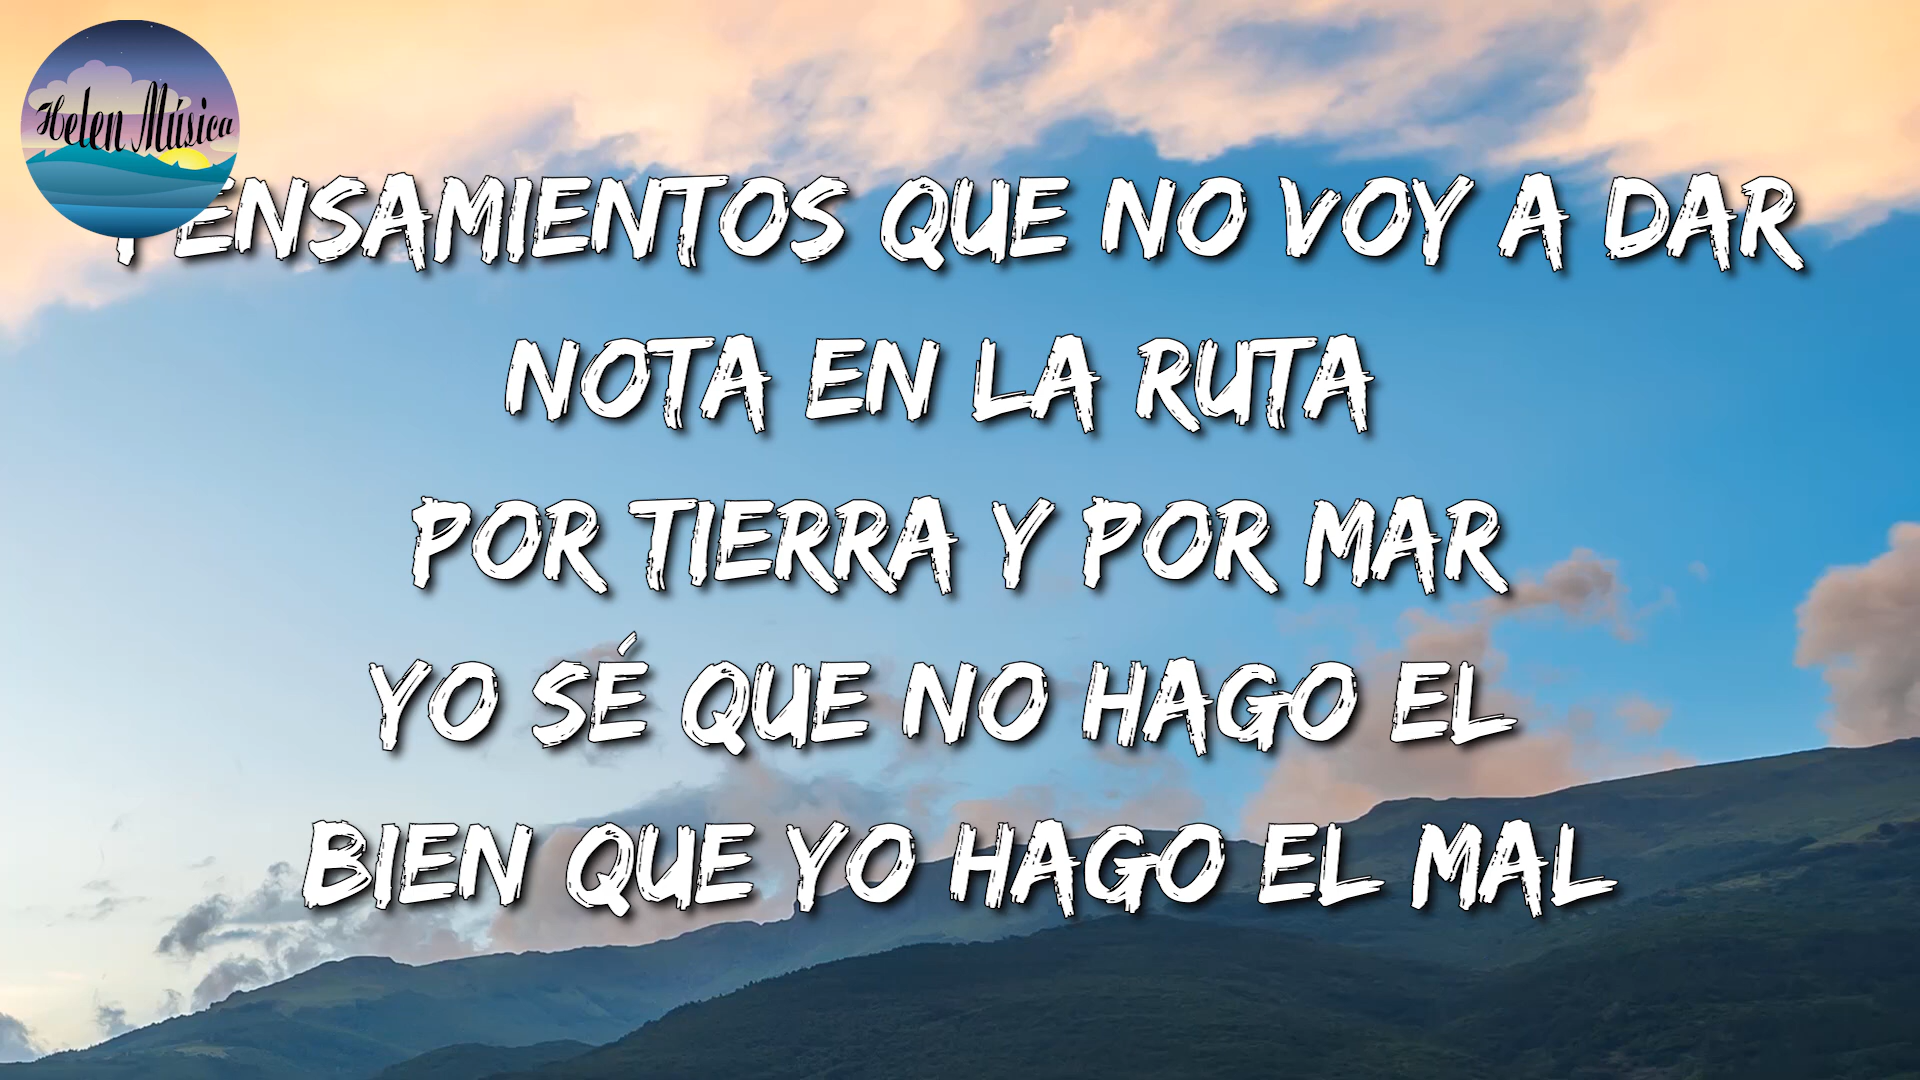 Helen Música
PENSAMIENTOS QUE NO VOY A DAR
NOTA EN LA RUTA
POR TIERRA Y POR MAR
YO SÉ QUE NO HAGO EL
BIEN QUE YO HAGO EL MAL